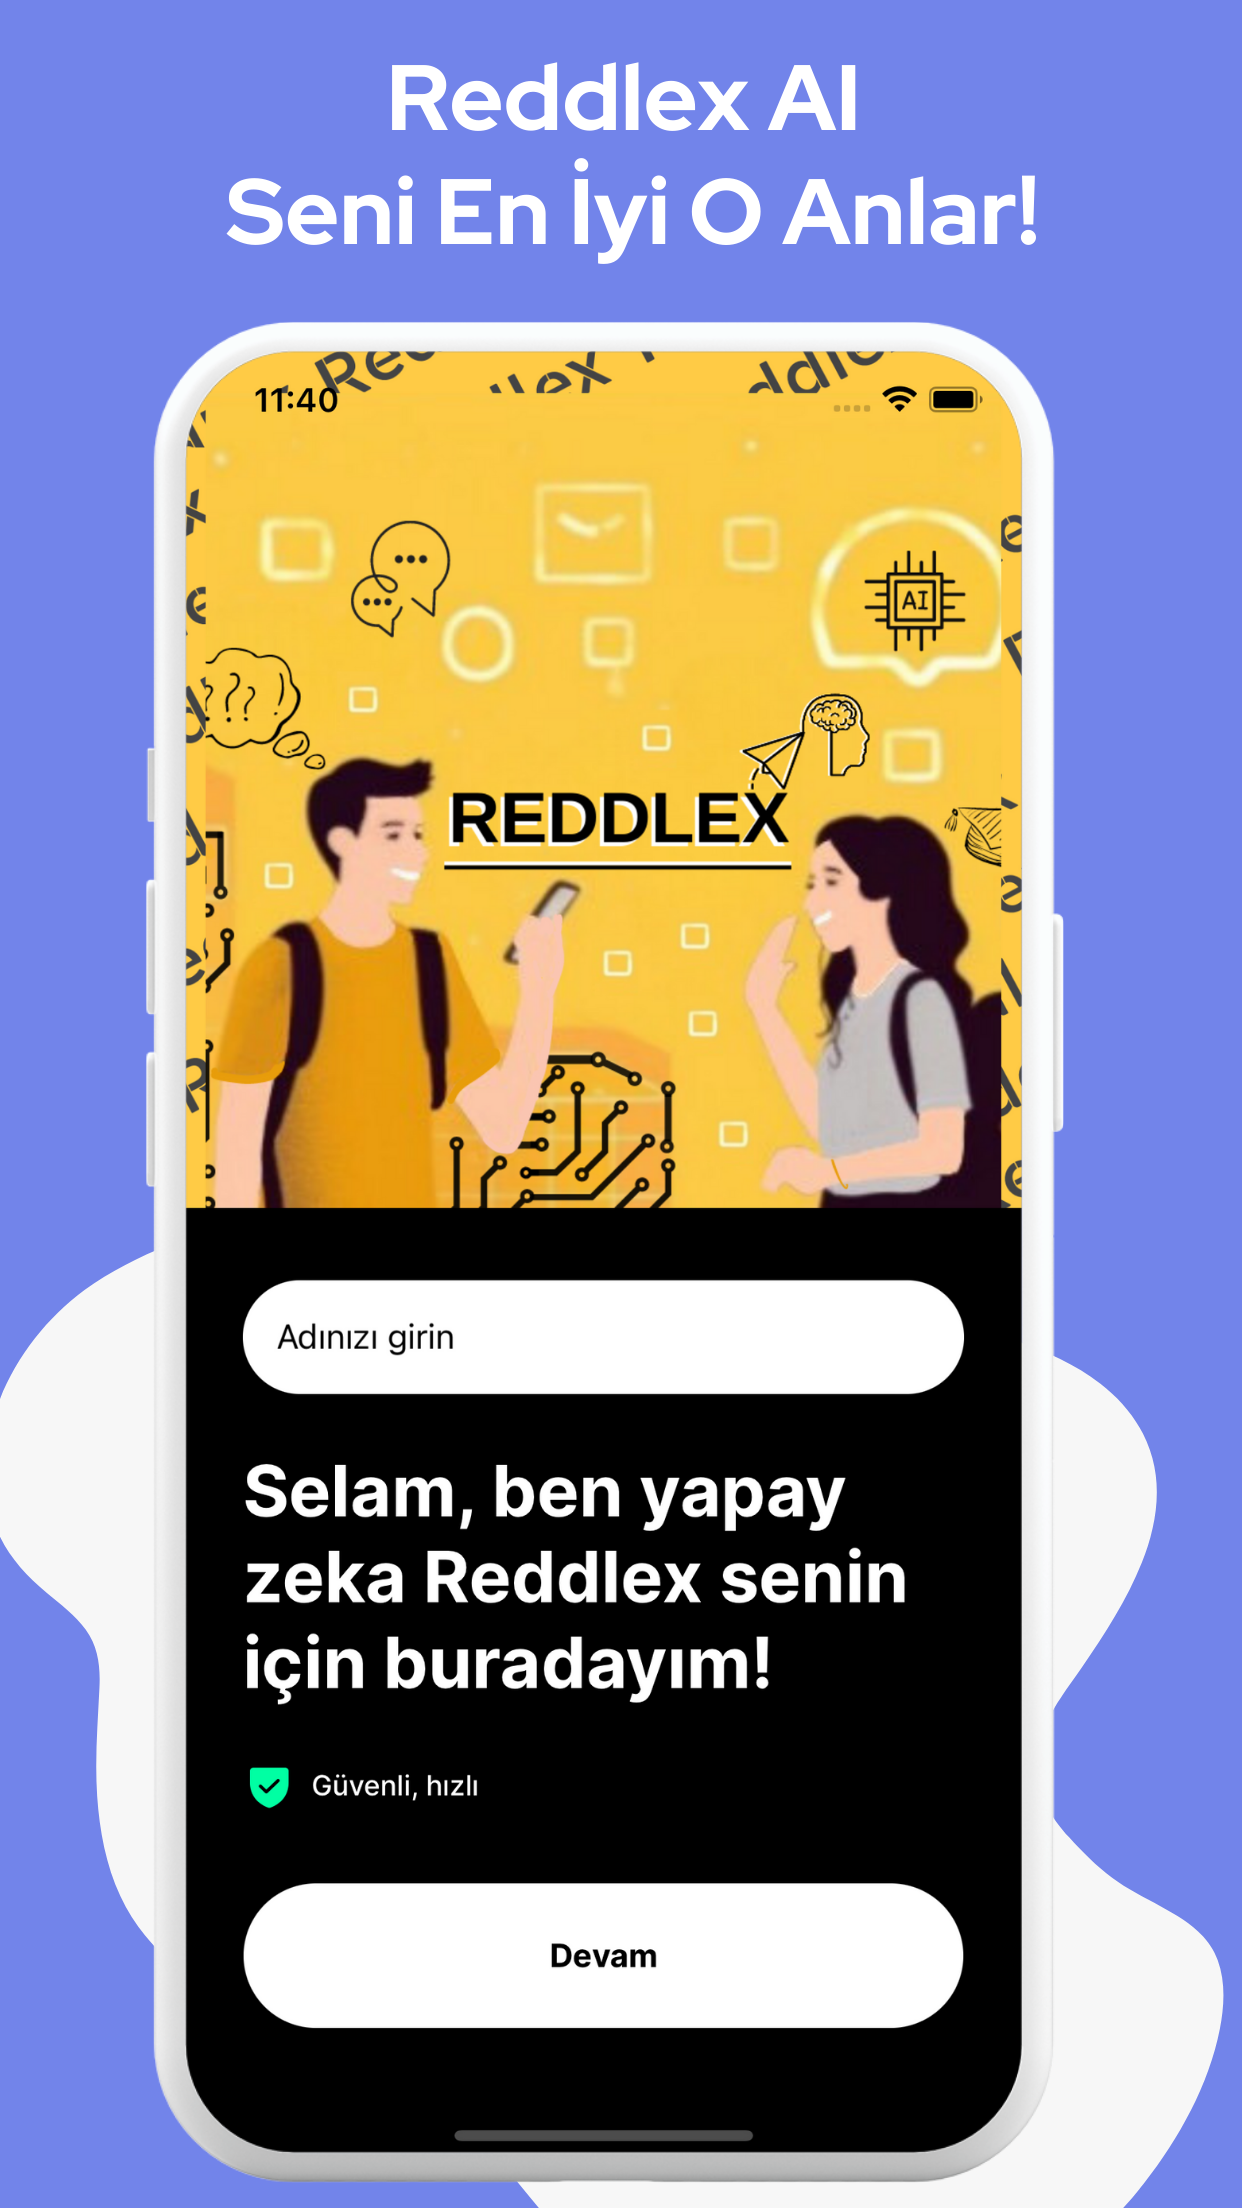 Reddlex AI
Seni En İyi O Anlar!
11:40
AI
???!
REDDLEX
Adınızı girin
Selam, ben yapay
zeka Reddlex senin
için buradayım!
Güvenli, hızlı
Devam